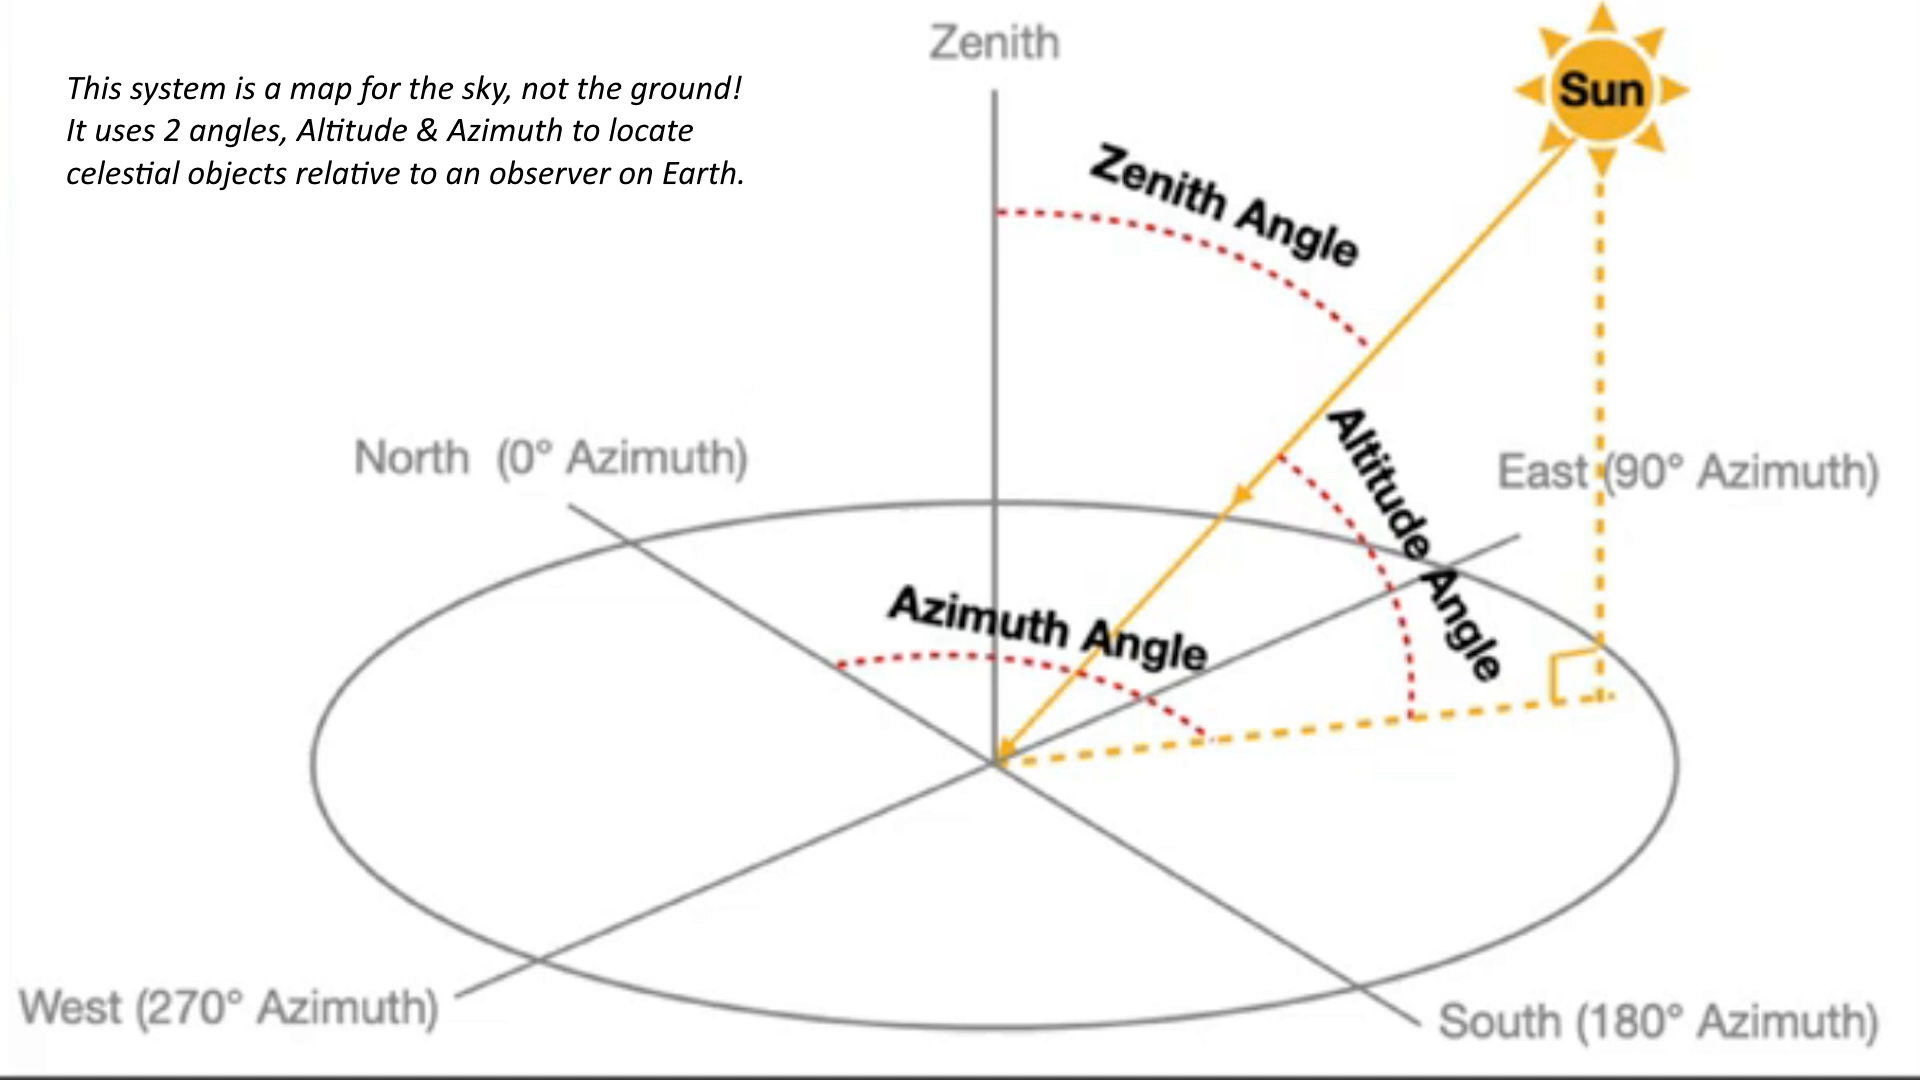 Zenith
Sun
This system is a map for the sky, not the ground!
It uses 2 angles, Altitude & Azimuth to locate
celestial objects relative to an observer on Earth.
Zenith Angle
Altitude Angle
North (0° Azimuth)
East (90° Azimuth)
Azimuth Angle
West (270° Azimuth)
South (180° Azimuth)